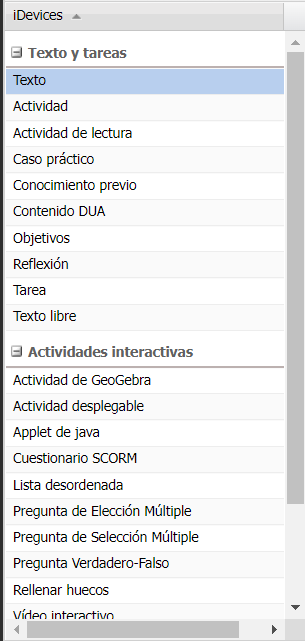 iDevices
Texto y tareas
Texto
Actividad
Actividad de lectura
Caso práctico
Conocimiento previo
Contenido DUA
Objetivos
Reflexión
Tarea
Texto libre
Actividades interactivas
Actividad de GeoGebra
Actividad desplegable
Applet de java
Cuestionario SCORM
Lista desordenada
Pregunta de Elección Múltiple
Pregunta de Selección Múltiple
Pregunta Verdadero-Falso
Rellenar huecos
Vídeo interactivo